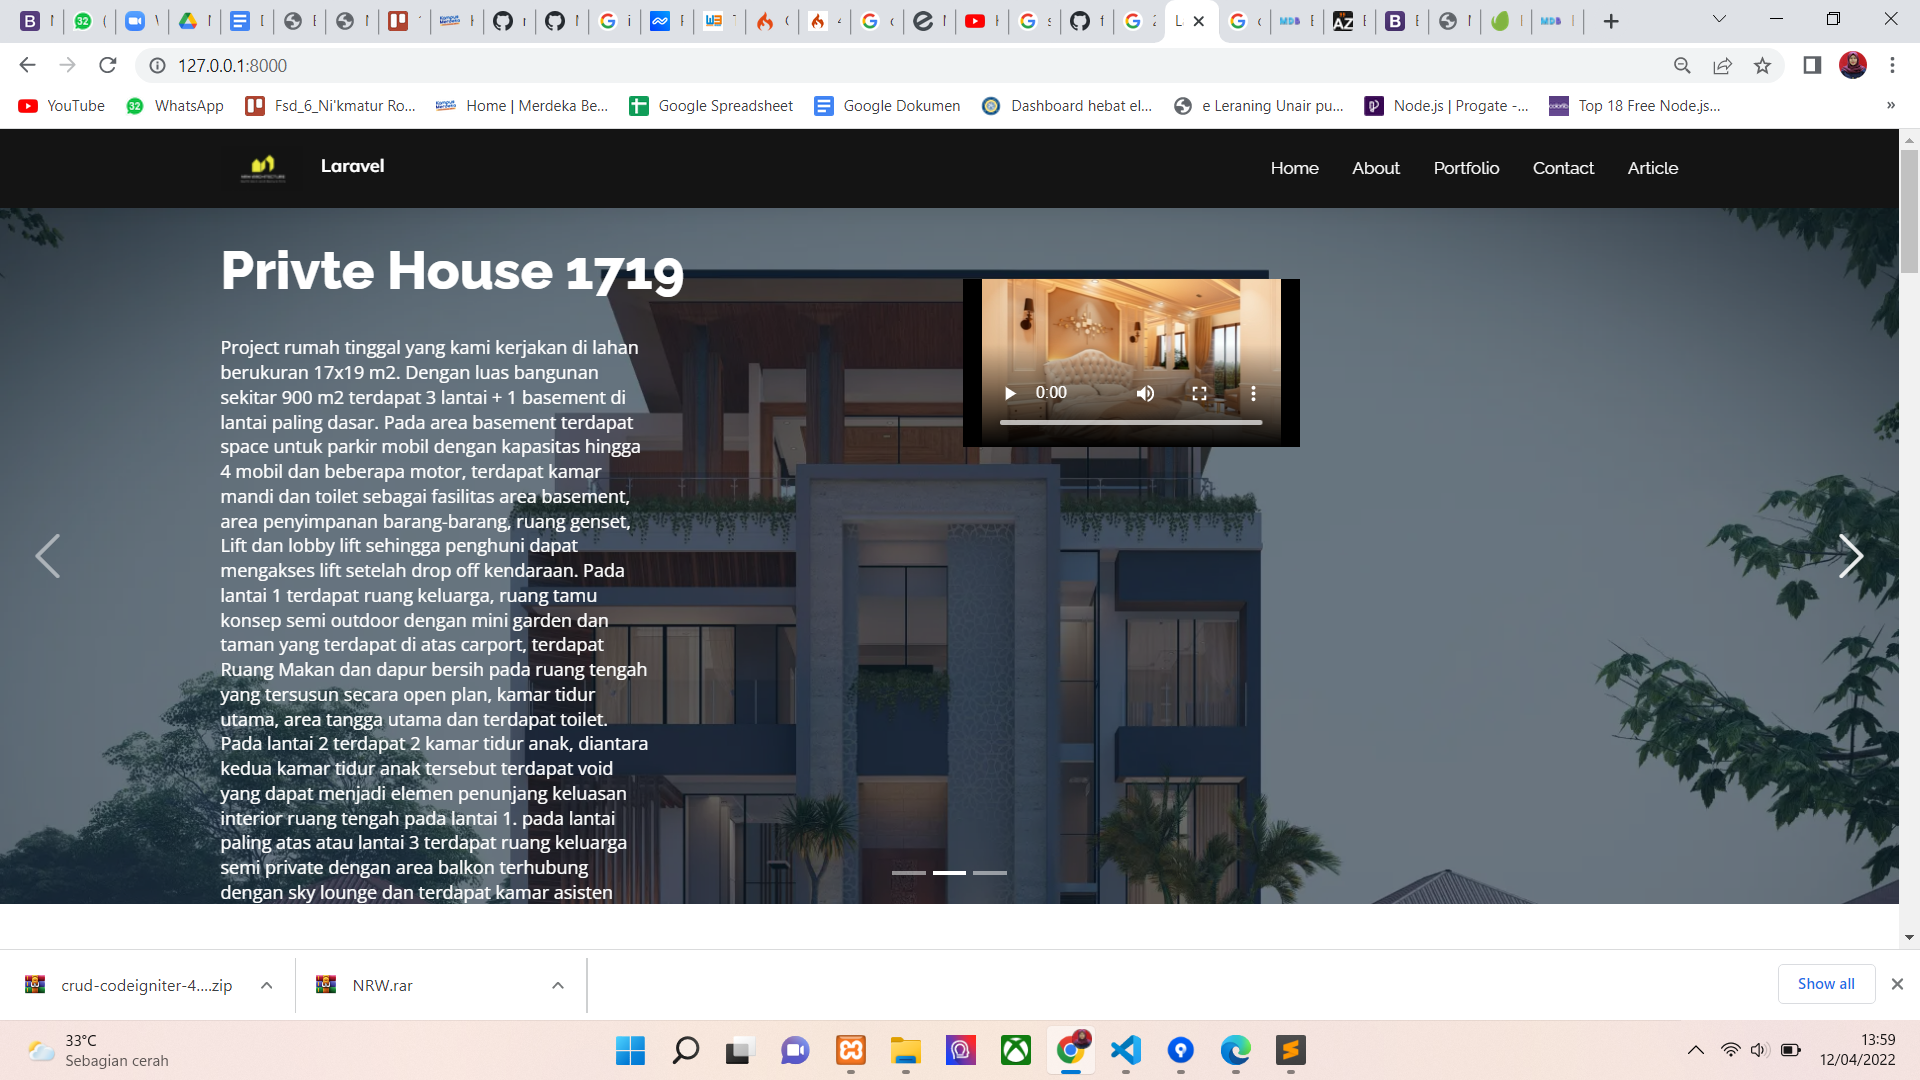 127.0.0.1:8000
YouTube
WhatsApp
Fsd_6_Ni'kmatur Ro...
Home | Merdeka Be...
Google Spreadsheet
Google Dokumen
Dashboard hebat el...
e Leraning Unair pu...
Node.js | Progate -...
Top 18 Free Node.js...
»
Laravel
Home
About
Portfolio
Contact
Article
Privte House 1719
Project rumah tinggal yang kami kerjakan di lahan
berukuran 17x19 m2. Dengan luas bangunan
sekitar 900 m2 terdapat 3 lantai + 1 basement di
lantai paling dasar. Pada area basement terdapat
space untuk parkir mobil dengan kapasitas hingga
4 mobil dan beberapa motor, terdapat kamar
mandi dan toilet sebagai fasilitas area basement,
area penyimpanan barang-barang, ruang genset,
Lift dan lobby lift sehingga penghuni dapat
mengakses lift setelah drop off kendaraan. Pada
lantai 1 terdapat ruang keluarga, ruang tamu
konsep semi outdoor dengan mini garden dan
taman yang terdapat di atas carport, terdapat
Ruang Makan dan dapur bersih pada ruang tengah
yang tersusun secara open plan, kamar tidur
utama, area tangga utama dan terdapat toilet.
Pada lantai 2 terdapat 2 kamar tidur anak, diantara
kedua kamar tidur anak tersebut terdapat void
yang dapat menjadi elemen penunjang keluasan
interior ruang tengah pada lantai 1. pada lantai
paling atas atau lantai 3 terdapat ruang keluarga
semi private dengan area balkon terhubung
dengan sky lounge dan terdapat kamar asisten
0:00
crud-codeigniter-4....zip
NRW.rar
Show all
33°C
Sebagian cerah
13:59
12/04/2022